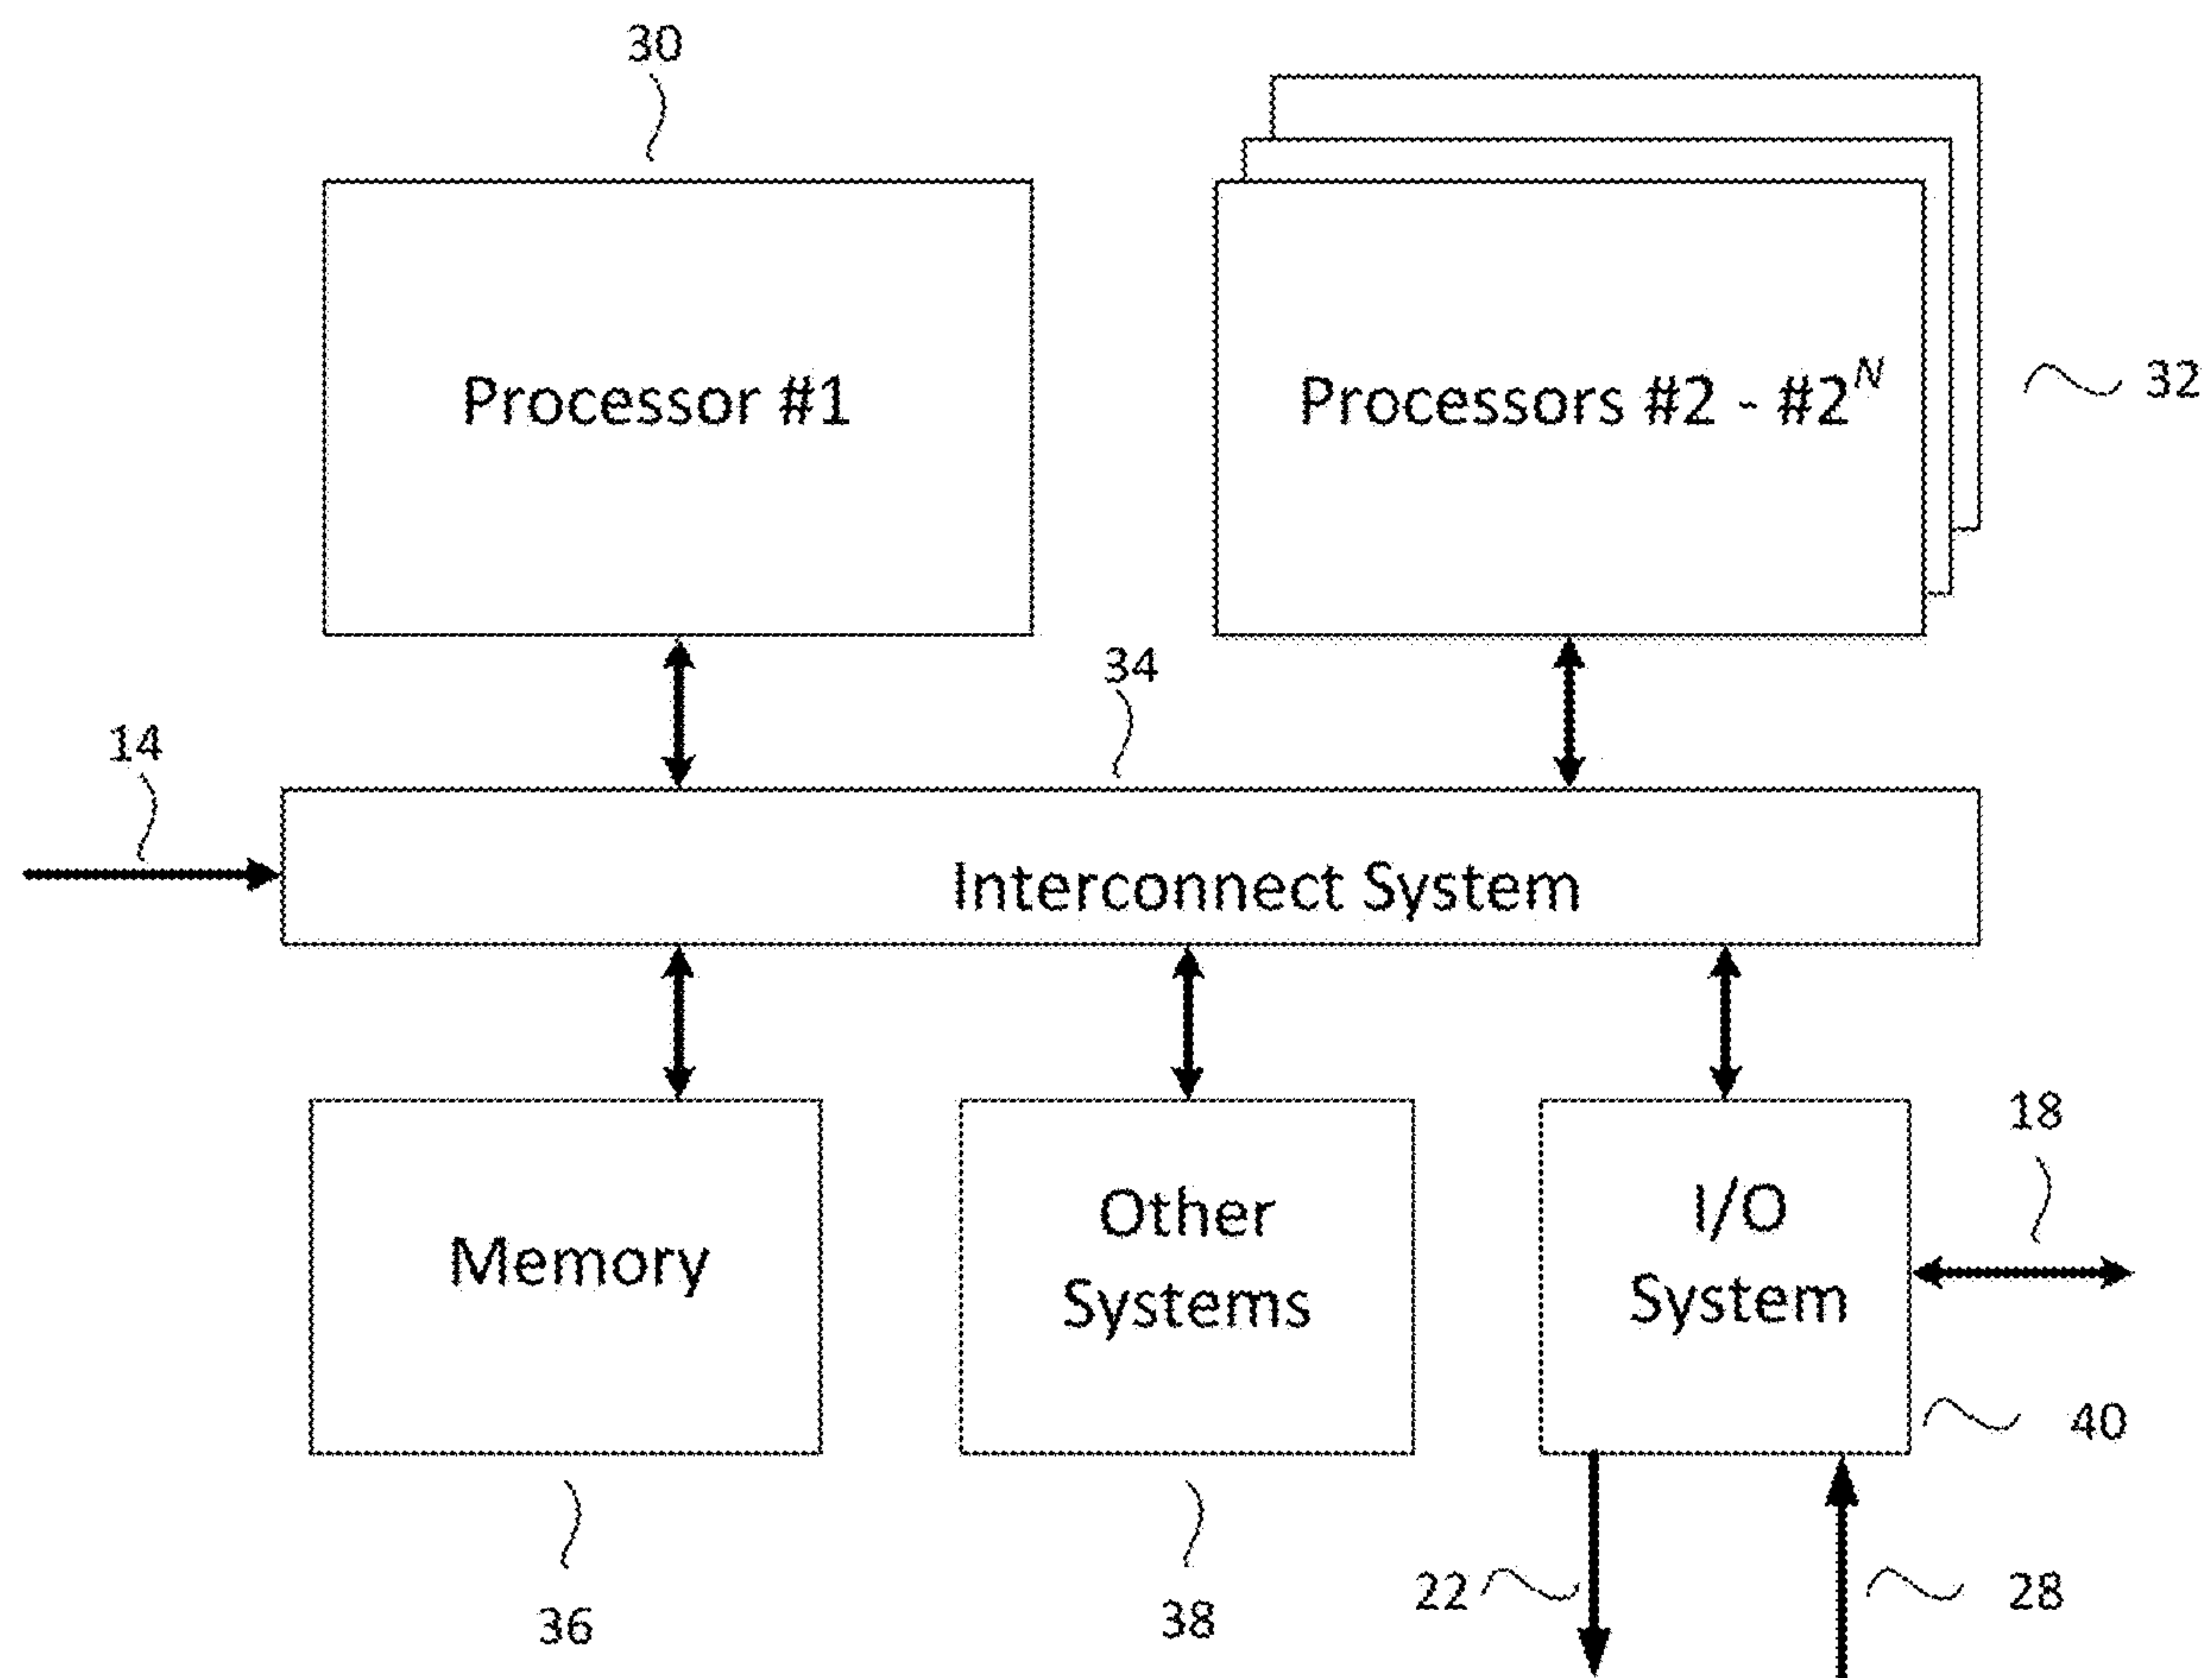 30
Processor #1
Processors #2 - #2ᴺ
32
34
14
Interconnect System
18
Memory
Other
Systems
I/O
System
40
22
28
36
38